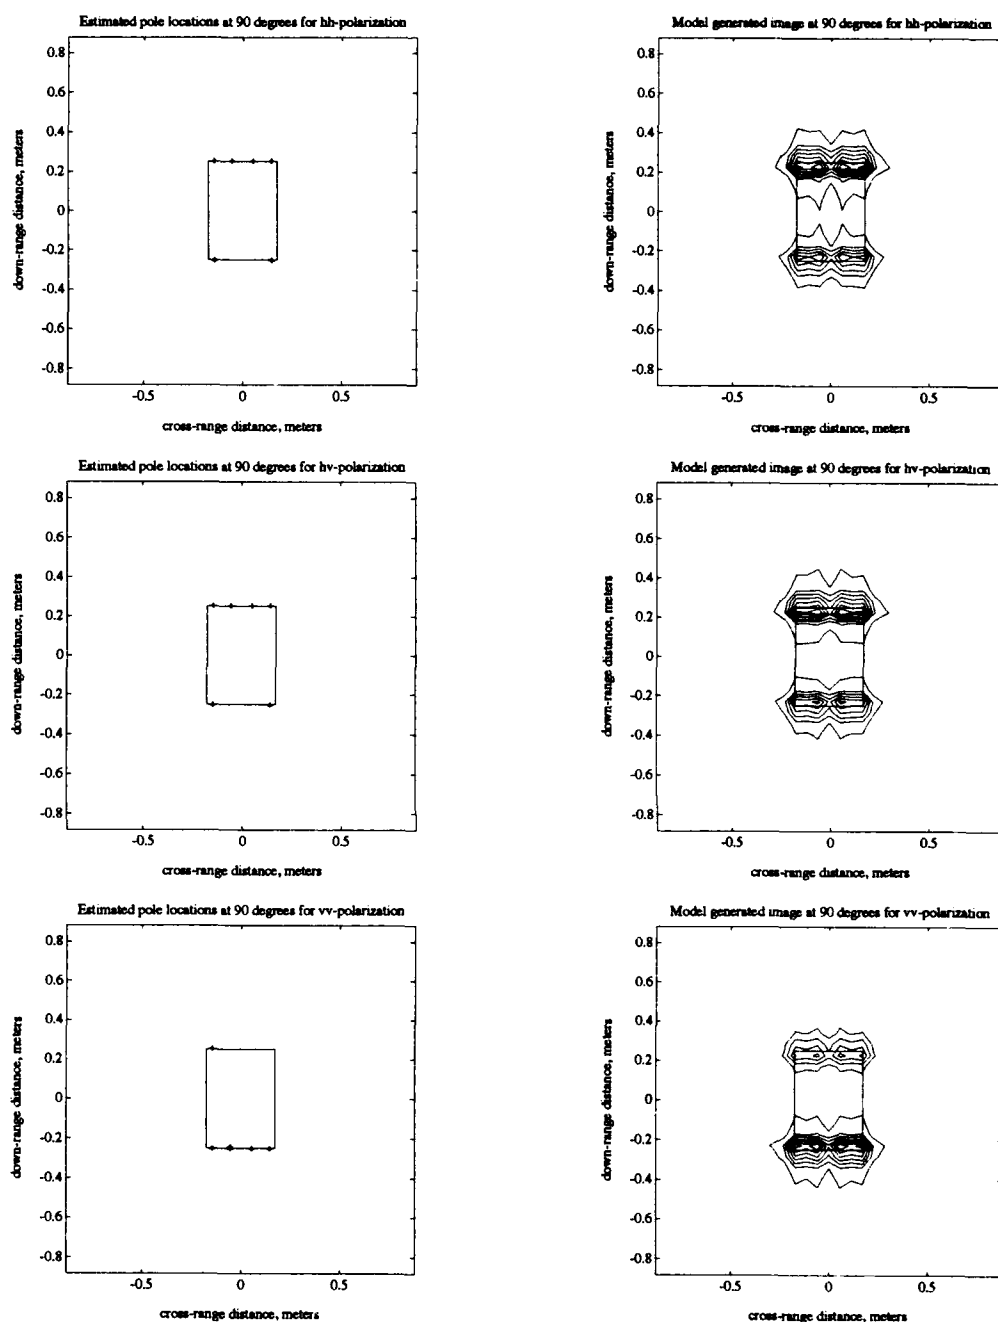 Estimated pole locations at 90 degrees for hh-polarization
0.8
0.6
0.4
0.2
0
-0.2
-0.4
-0.6
-0.8
down-range distance, meters
-0.5 0 0.5
cross-range distance, meters
Model generated image at 90 degrees for hh-polarization
0.8
0.6
0.4
0.2
0
-0.2
-0.4
-0.6
-0.8
down-range distance, meters
-0.5 0 0.5
cross-range distance, meters
Estimated pole locations at 90 degrees for hv-polarization
0.8
0.6
0.4
0.2
0
-0.2
-0.4
-0.6
-0.8
down-range distance, meters
-0.5 0 0.5
cross-range distance, meters
Model generated image at 90 degrees for hv-polarization
0.8
0.6
0.4
0.2
0
-0.2
-0.4
-0.6
-0.8
down-range distance, meters
-0.5 0 0.5
cross-range distance, meters
Estimated pole locations at 90 degrees for vv-polarization
0.8
0.6
0.4
0.2
0
-0.2
-0.4
-0.6
-0.8
down-range distance, meters
-0.5 0 0.5
cross-range distance, meters
Model generated image at 90 degrees for vv-polarization
0.8
0.6
0.4
0.2
0
-0.2
-0.4
-0.6
-0.8
down-range distance, meters
-0.5 0 0.5
cross-range distance, meters